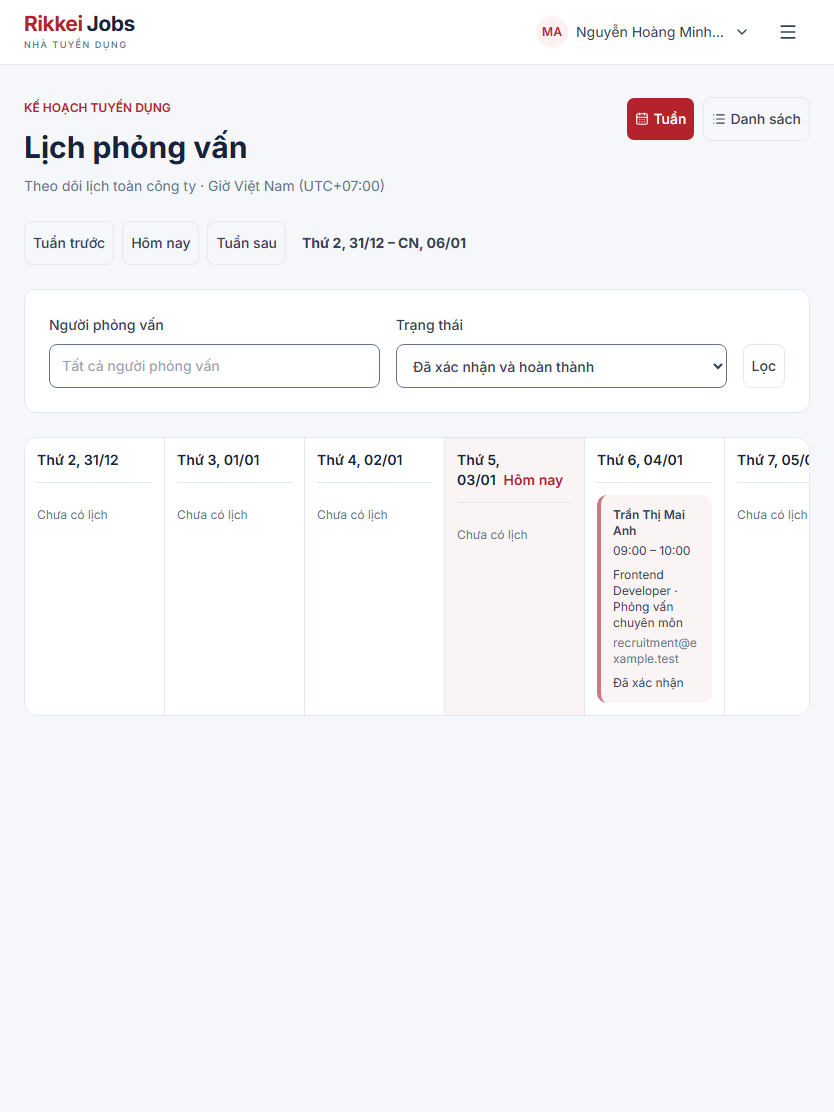 Rikkei Jobs
NHÀ TUYỂN DỤNG
MA
Nguyễn Hoàng Minh...
KẾ HOẠCH TUYỂN DỤNG
Lịch phỏng vấn
Theo dõi lịch toàn công ty · Giờ Việt Nam (UTC+07:00)
Tuần
Danh sách
Tuần trước
Hôm nay
Tuần sau
Thứ 2, 31/12 – CN, 06/01
Người phỏng vấn
Tất cả người phỏng vấn
Trạng thái
Đã xác nhận và hoàn thành
Lọc
Thứ 2, 31/12
Chưa có lịch
Thứ 3, 01/01
Chưa có lịch
Thứ 4, 02/01
Chưa có lịch
Thứ 5,
03/01 Hôm nay
Chưa có lịch
Thứ 6, 04/01
Trần Thị Mai
Anh
09:00 – 10:00
Frontend
Developer ·
Phỏng vấn
chuyên môn
recruitment@e
xample.test
Đã xác nhận
Thứ 7, 05/0
Chưa có lịch